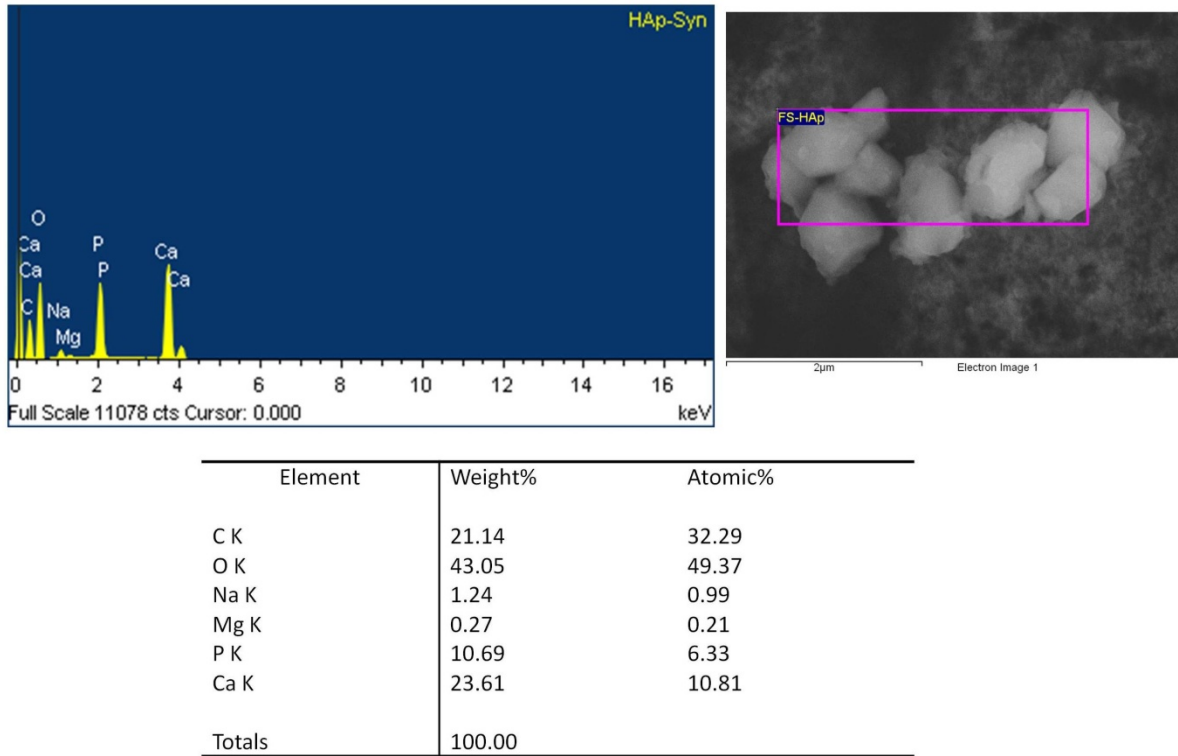 HAp-Syn
O
Ca
Ca
C
Na
Mg
P
P
Ca
Ca
0 2 4 6 8 10 12 14 16
Full Scale 11078 cts Cursor: 0.000 keV
FS-HAp
2µm Electron Image 1
Element Weight% Atomic%
C K 21.14 32.29
O K 43.05 49.37
Na K 1.24 0.99
Mg K 0.27 0.21
P K 10.69 6.33
Ca K 23.61 10.81
Totals 100.00